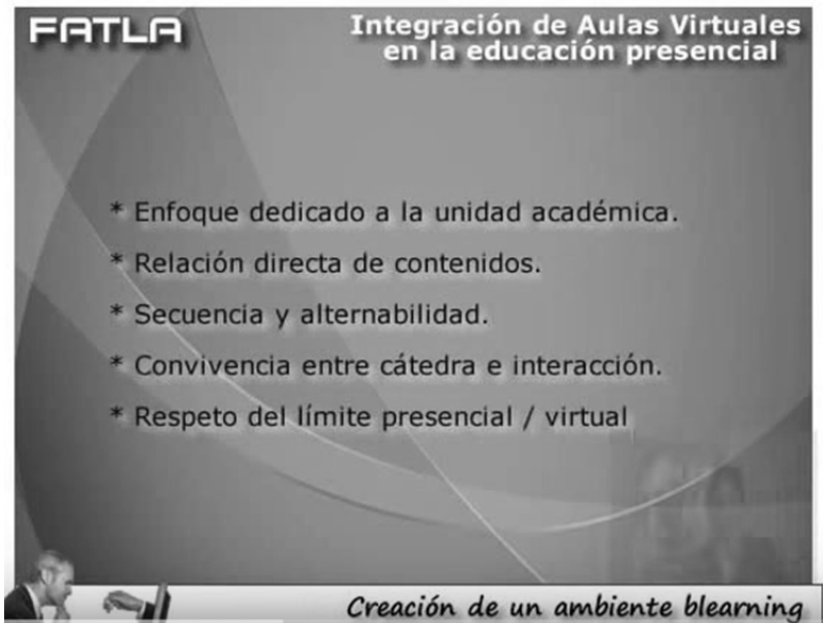 FATLA
Integración de Aulas Virtuales
en la educación presencial
* Enfoque dedicado a la unidad académica.
* Relación directa de contenidos.
* Secuencia y alternabilidad.
* Convivencia entre cátedra e interacción.
* Respeto del límite presencial / virtual
Creación de un ambiente blearning